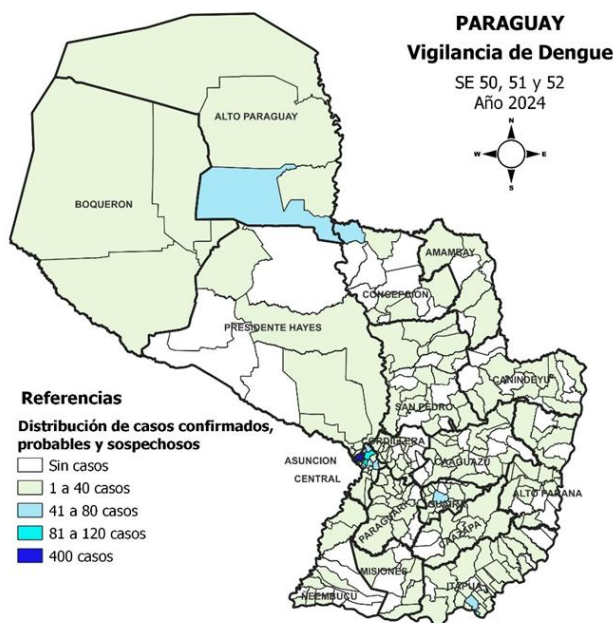 PARAGUAY
Vigilancia de Dengue
SE 50, 51 y 52
Año 2024
N
W E
S
ALTO PARAGUAY
BOQUERON
AMAMBAY
CONCEPCION
PRESIDENTE HAYES
CANINDEYU
SAN PEDRO
CORDILLERA
ASUNCION
CAAGUAZU
CENTRAL
ALTO PARANA
GUAIRA
PARAGUARI
CAAZAPA
MISIONES
ITAPUA
ÑEEMBUCU
Referencias
Distribución de casos confirmados,
probables y sospechosos
Sin casos
1 a 40 casos
41 a 80 casos
81 a 120 casos
400 casos